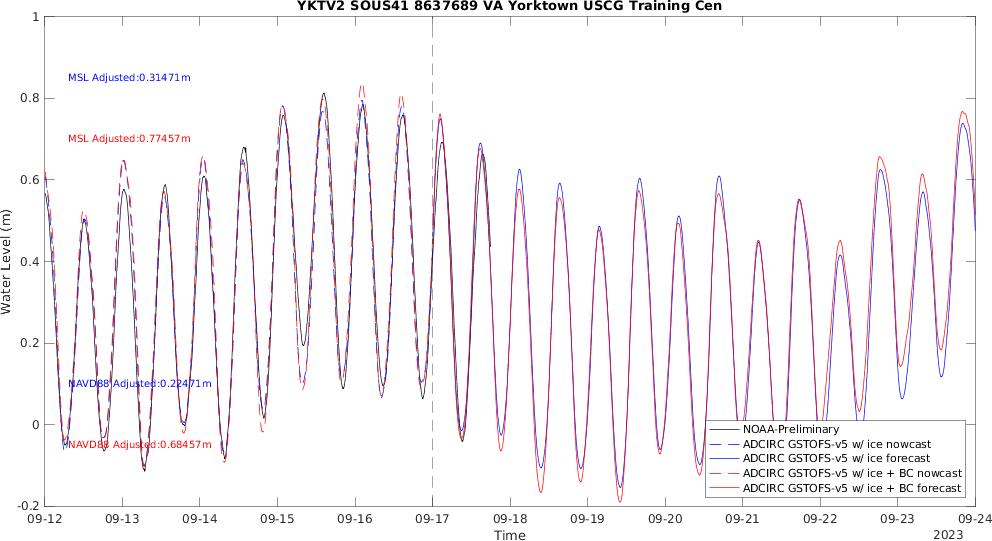 YKTV2 SOUS41 8637689 VA Yorktown USCG Training Cen
1
0.8
0.6
0.4
0.2
0
-0.2
Water Level (m)
MSL Adjusted:0.31471m
MSL Adjusted:0.77457m
NAVD88 Adjusted:0.22471m
NAVD88 Adjusted:0.68457m
NOAA-Preliminary
ADCIRC GSTOFS-v5 w/ ice nowcast
ADCIRC GSTOFS-v5 w/ ice forecast
ADCIRC GSTOFS-v5 w/ ice + BC nowcast
ADCIRC GSTOFS-v5 w/ ice + BC forecast
09-12 09-13 09-14 09-15 09-16 09-17 09-18 09-19 09-20 09-21 09-22 09-23 09-24
Time
2023